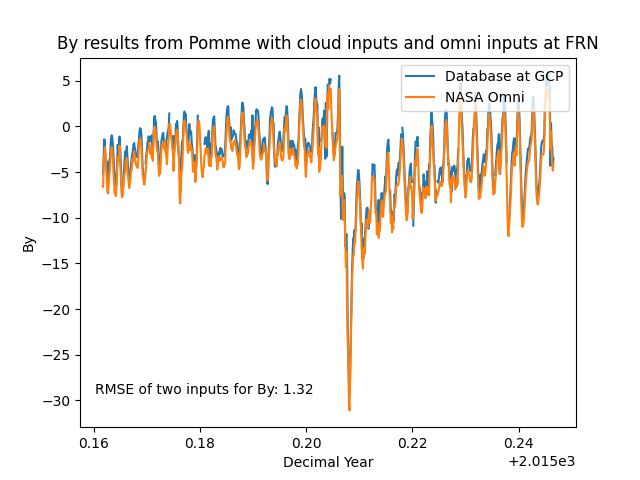 By results from Pomme with cloud inputs and omni inputs at FRN
Database at GCP
NASA Omni
5
0
−5
−10
−15
−20
−25
−30
By
RMSE of two inputs for By: 1.32
0.16
0.18
0.20
0.22
0.24
Decimal Year
+2.015e3